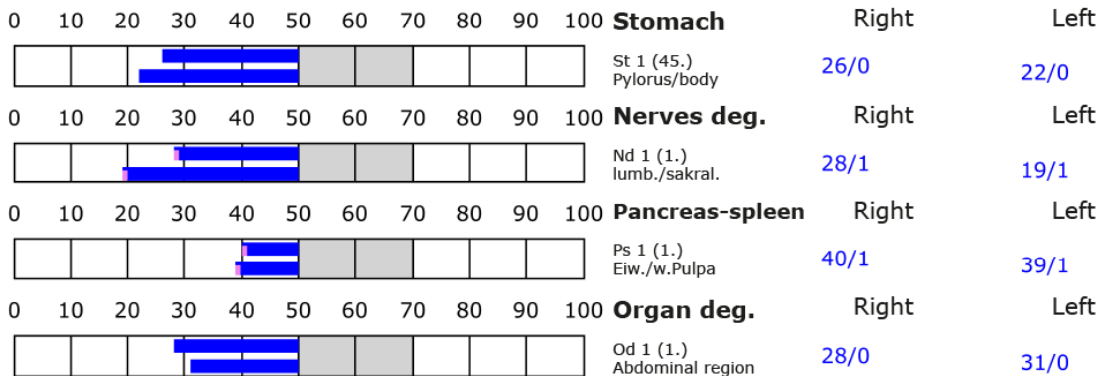 0 10 20 30 40 50 60 70 80 90 100 Stomach Right Left
St 1 (45.) 26/0 22/0
Pylorus/body
0 10 20 30 40 50 60 70 80 90 100 Nerves deg. Right Left
Nd 1 (1.) 28/1 19/1
lumb./sakral.
0 10 20 30 40 50 60 70 80 90 100 Pancreas-spleen Right Left
Ps 1 (1.) 40/1 39/1
Eiw./w.Pulpa
0 10 20 30 40 50 60 70 80 90 100 Organ deg. Right Left
Od 1 (1.) 28/0 31/0
Abdominal region